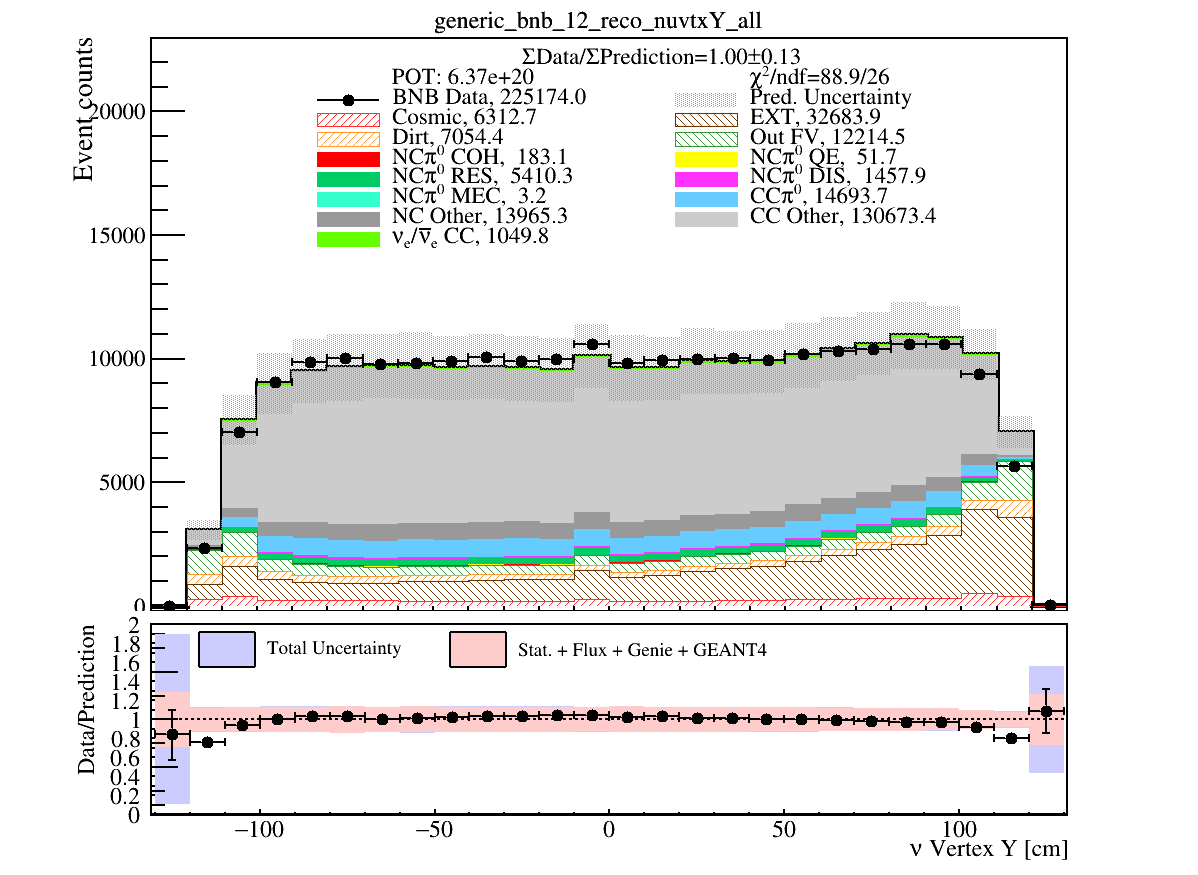 generic_bnb_12_reco_nuvtxY_all
ΣData/ΣPrediction=1.00±0.13
POT: 6.37e+20 χ²/ndf=88.9/26
BNB Data, 225174.0 Pred. Uncertainty
Cosmic, 6312.7 EXT, 32683.9
Dirt, 7054.4 Out FV, 12214.5
NCπ⁰ COH, 183.1 NCπ⁰ QE, 51.7
NCπ⁰ RES, 5410.3 NCπ⁰ DIS, 1457.9
NCπ⁰ MEC, 3.2 CCπ⁰, 14693.7
NC Other, 13965.3 CC Other, 130673.4
νₑ/ν̅ₑ CC, 1049.8
Event counts
20000
15000
10000
5000
0
Total Uncertainty Stat. + Flux + Genie + GEANT4
Data/Prediction
2
1.8
1.6
1.4
1.2
1
0.8
0.6
0.4
0.2
0
−100 −50 0 50 100
ν Vertex Y [cm]